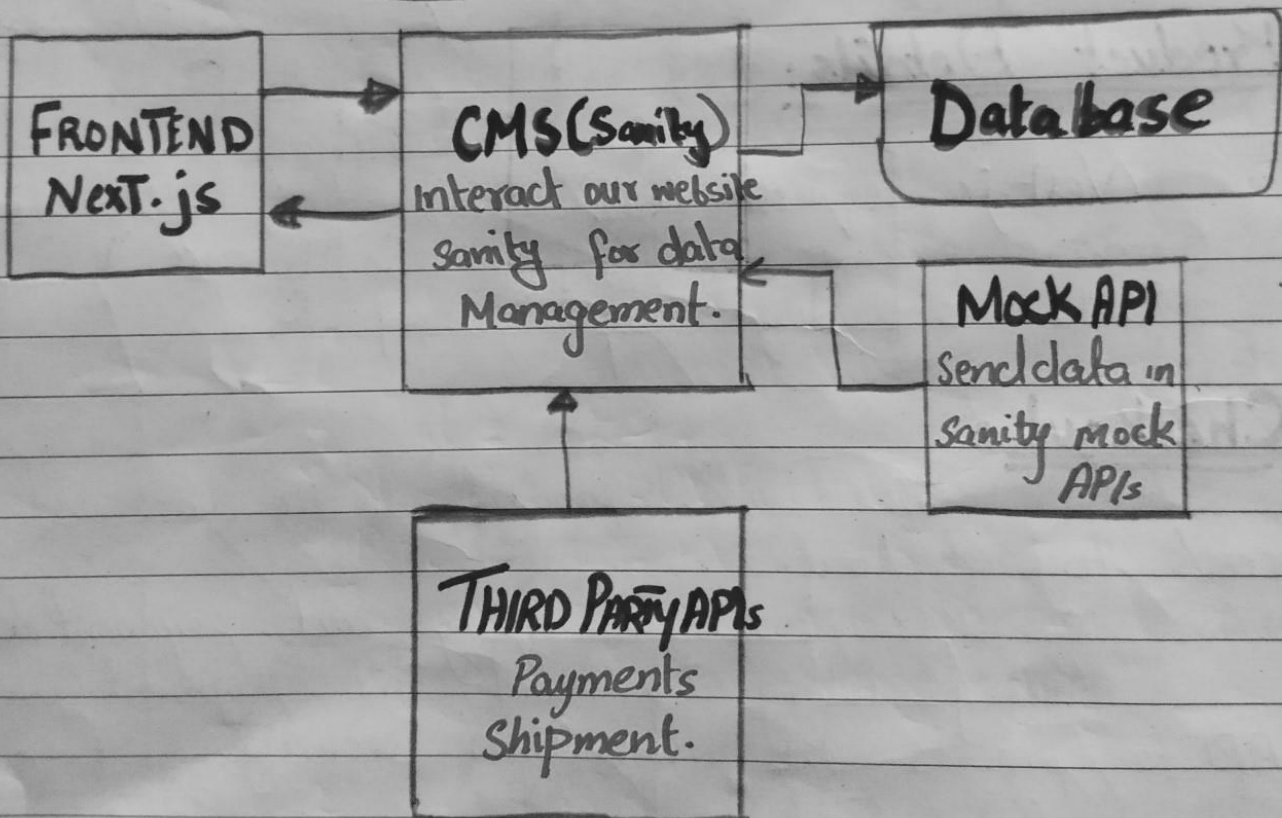 FRONTEND
NexT.js
CMS(Sanity)
interact our website
sanity for data
Management.
Database
Mock API
send data in
sanity mock
APIs
THIRD PARTY APIs
Payments
Shipment.